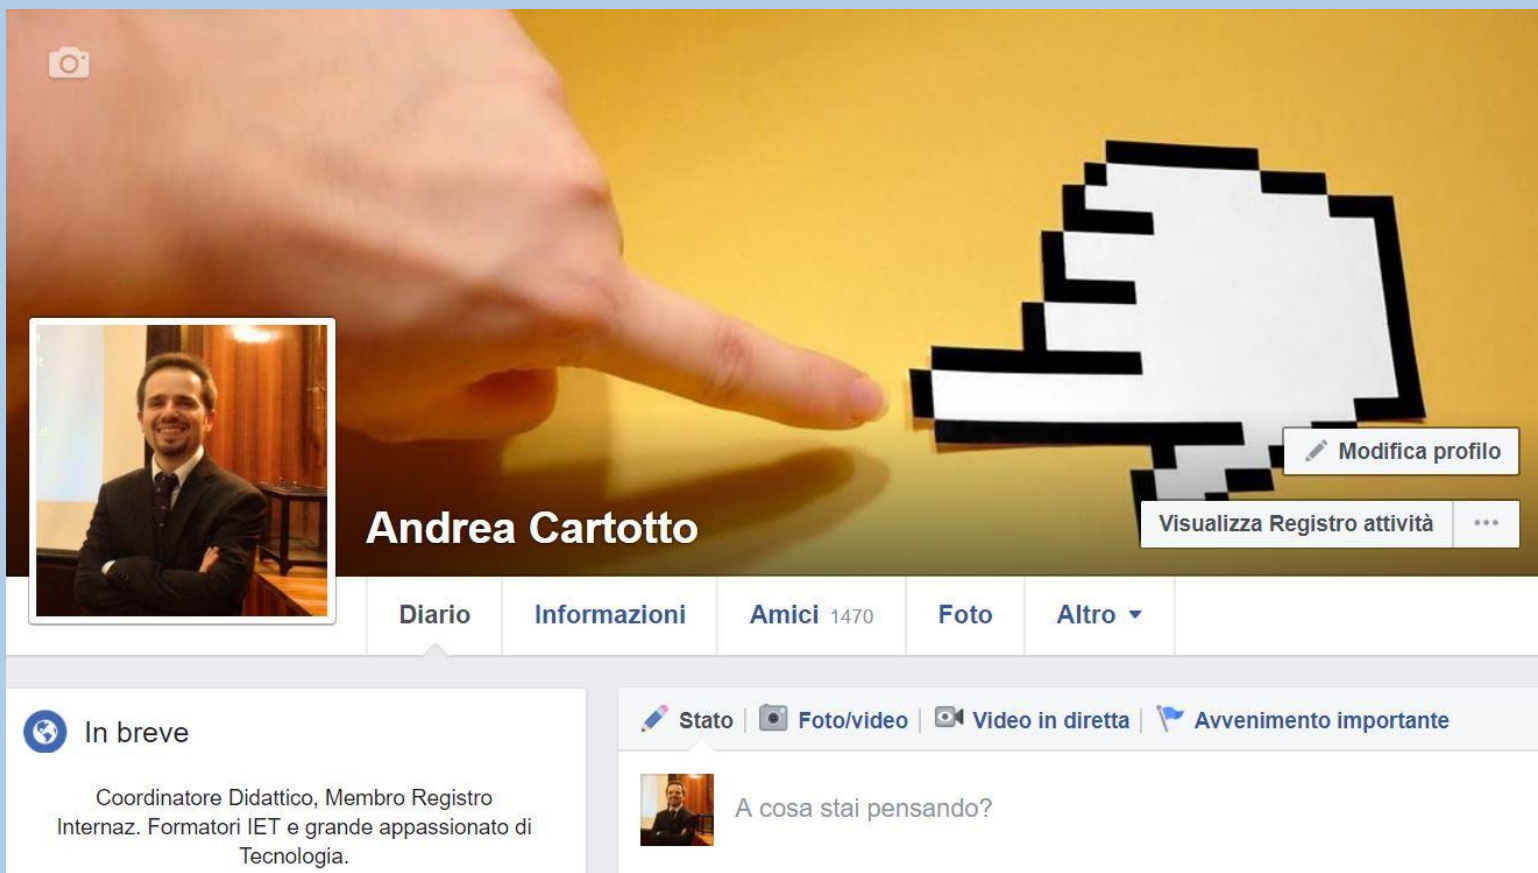 Modifica profilo
Andrea Cartotto
Visualizza Registro attività
Diario Informazioni Amici 1470 Foto Altro
In breve
Coordinatore Didattico, Membro Registro
Internaz. Formatori IET e grande appassionato di
Tecnologia.
Stato Foto/video Video in diretta Avvenimento importante
A cosa stai pensando?